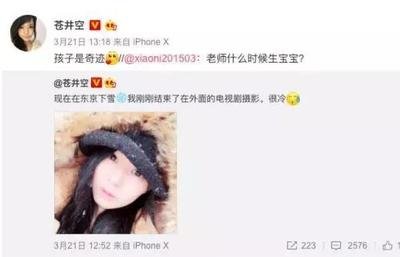 苍井空
3月21日 13:18 来自 iPhone X
孩子是奇迹//@xiaoni201503：老师什么时候生宝宝?
@苍井空
现在在东京下雪 我刚刚结束了在外面的电视剧摄影。很冷
3月21日 12:52 来自 iPhone X
223 2576